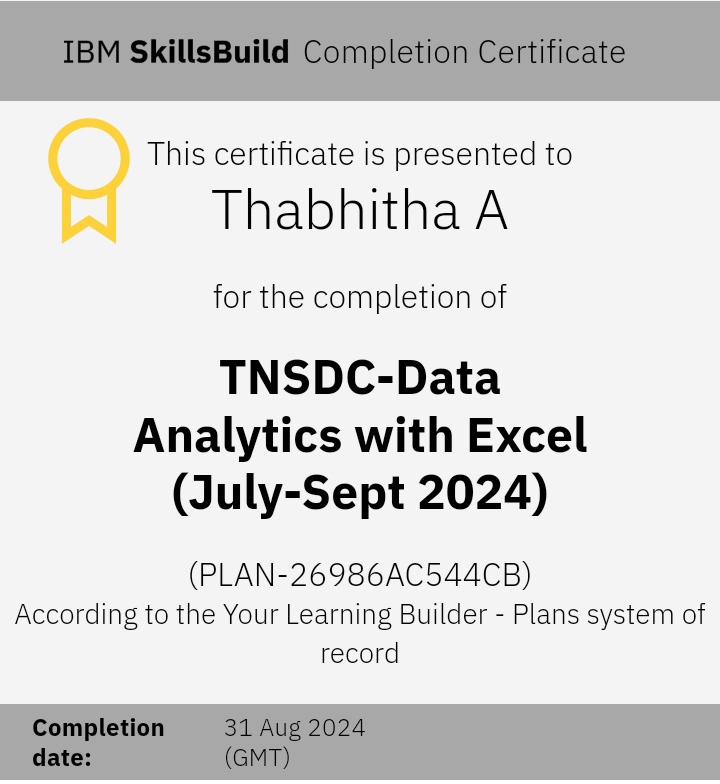 IBM SkillsBuild Completion Certificate
This certificate is presented to
Thabhitha A
for the completion of
TNSDC-Data
Analytics with Excel
(July-Sept 2024)
(PLAN-26986AC544CB)
According to the Your Learning Builder - Plans system of
record
Completion date: 31 Aug 2024 (GMT)